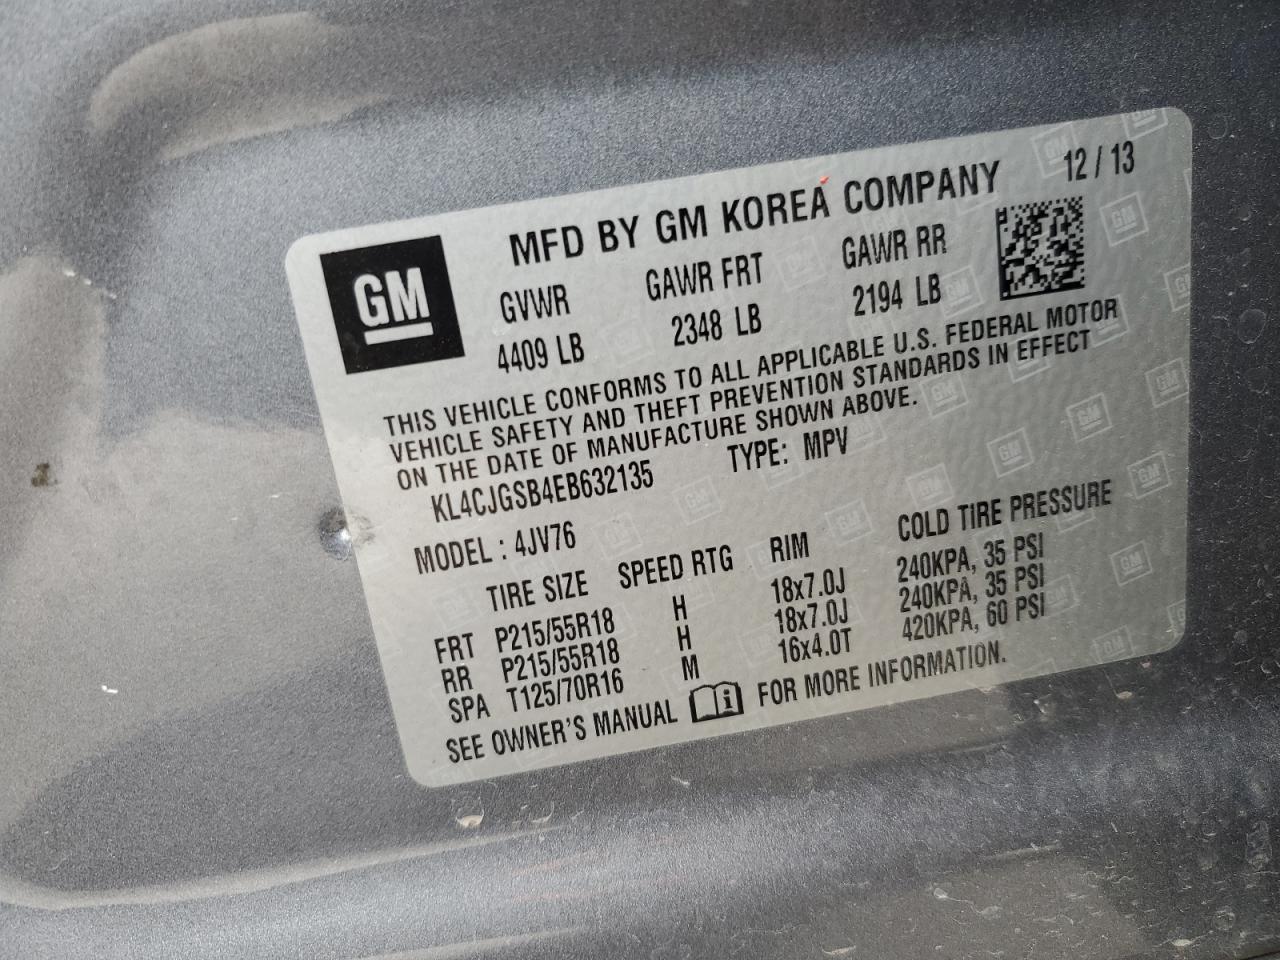 GM
MFD BY GM KOREA COMPANY 12 / 13
GVWR GAWR FRT GAWR RR
4409 LB 2348 LB 2194 LB
THIS VEHICLE CONFORMS TO ALL APPLICABLE U.S. FEDERAL MOTOR
VEHICLE SAFETY AND THEFT PREVENTION STANDARDS IN EFFECT
ON THE DATE OF MANUFACTURE SHOWN ABOVE.
KL4CJGSB4EB632135 TYPE: MPV
MODEL : 4JV76
TIRE SIZE SPEED RTG RIM COLD TIRE PRESSURE
FRT P215/55R18 H 18x7.0J 240KPA, 35 PSI
RR P215/55R18 H 18x7.0J 240KPA, 35 PSI
SPA T125/70R16 M 16x4.0T 420KPA, 60 PSI
SEE OWNER'S MANUAL i FOR MORE INFORMATION.